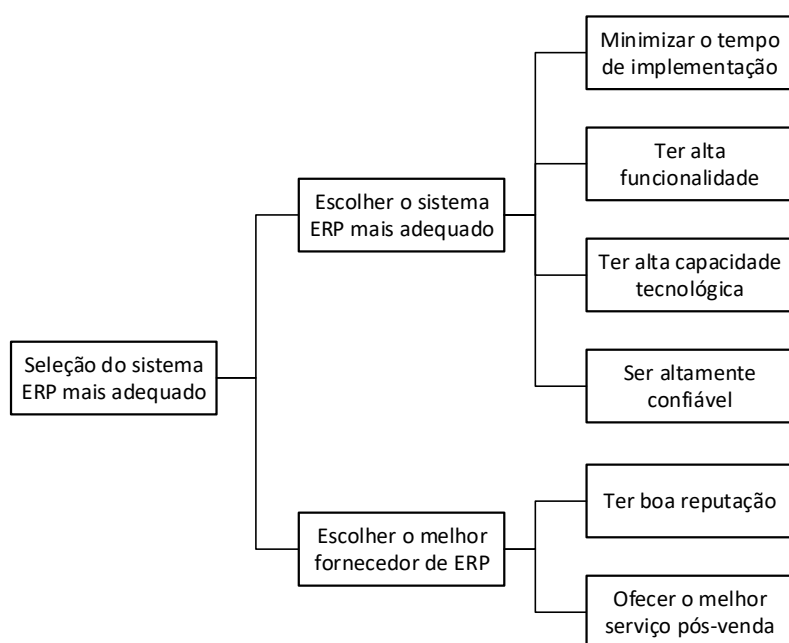 Minimizar o tempo
de implementação
Ter alta
funcionalidade
Escolher o sistema
ERP mais adequado
Ter alta capacidade
tecnológica
Seleção do sistema
ERP mais adequado
Ser altamente
confiável
Ter boa reputação
Escolher o melhor
fornecedor de ERP
Ofecer o melhor
serviço pós-venda